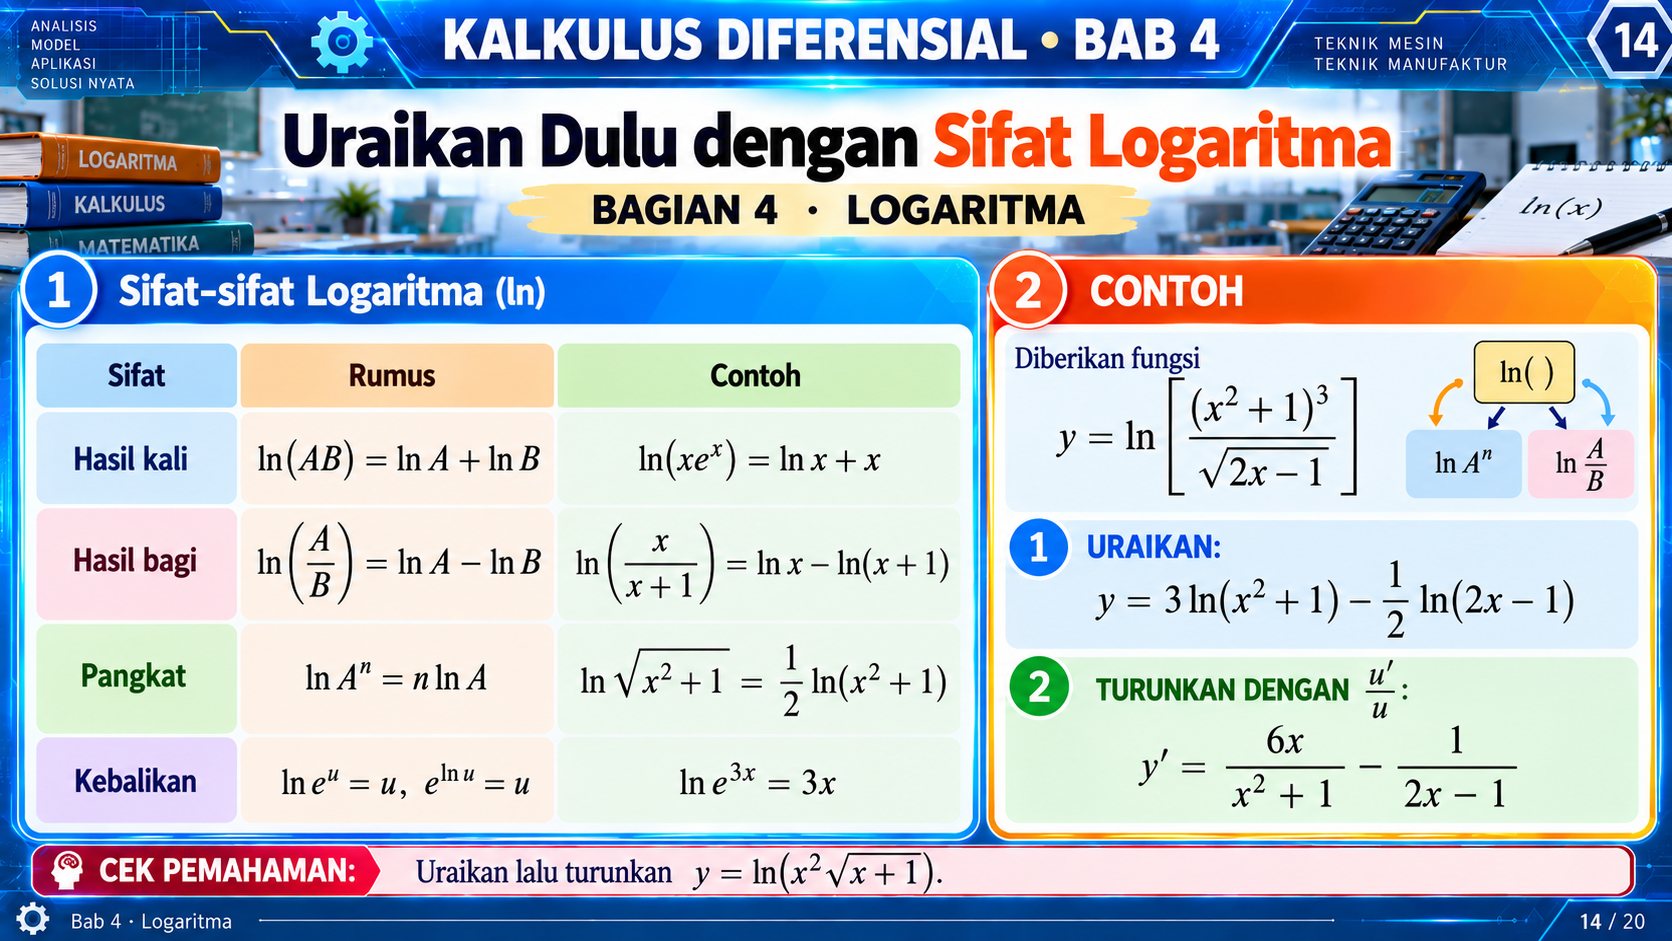 ANALISIS
MODEL
APLIKASI
SOLUSI NYATA
KALKULUS DIFERENSIAL • BAB 4
TEKNIK MESIN
TEKNIK MANUFAKTUR
14
Uraikan Dulu dengan Sifat Logaritma
BAGIAN 4 · LOGARITMA
LOGARITMA
KALKULUS
MATEMATIKA
ln(x)
1 Sifat-sifat Logaritma (ln)
Sifat Rumus Contoh
Hasil kali ln(AB) = ln A + ln B ln(xe^x) = ln x + x
Hasil bagi ln(A/B) = ln A − ln B ln(x/(x + 1)) = ln x − ln(x + 1)
Pangkat ln A^n = n ln A ln √(x² + 1) = 1/2 ln(x² + 1)
Kebalikan ln e^u = u, e^(ln u) = u ln e^(3x) = 3x
2 CONTOH
Diberikan fungsi
y = ln [(x² + 1)³ / √(2x − 1)]
ln( )
ln A^n ln A/B
1 URAIKAN:
y = 3 ln(x² + 1) − 1/2 ln(2x − 1)
2 TURUNKAN DENGAN u′/u :
y′ = 6x/(x² + 1) − 1/(2x − 1)
CEK PEMAHAMAN: Uraikan lalu turunkan y = ln(x²√(x + 1)).
Bab 4 · Logaritma
14 / 20